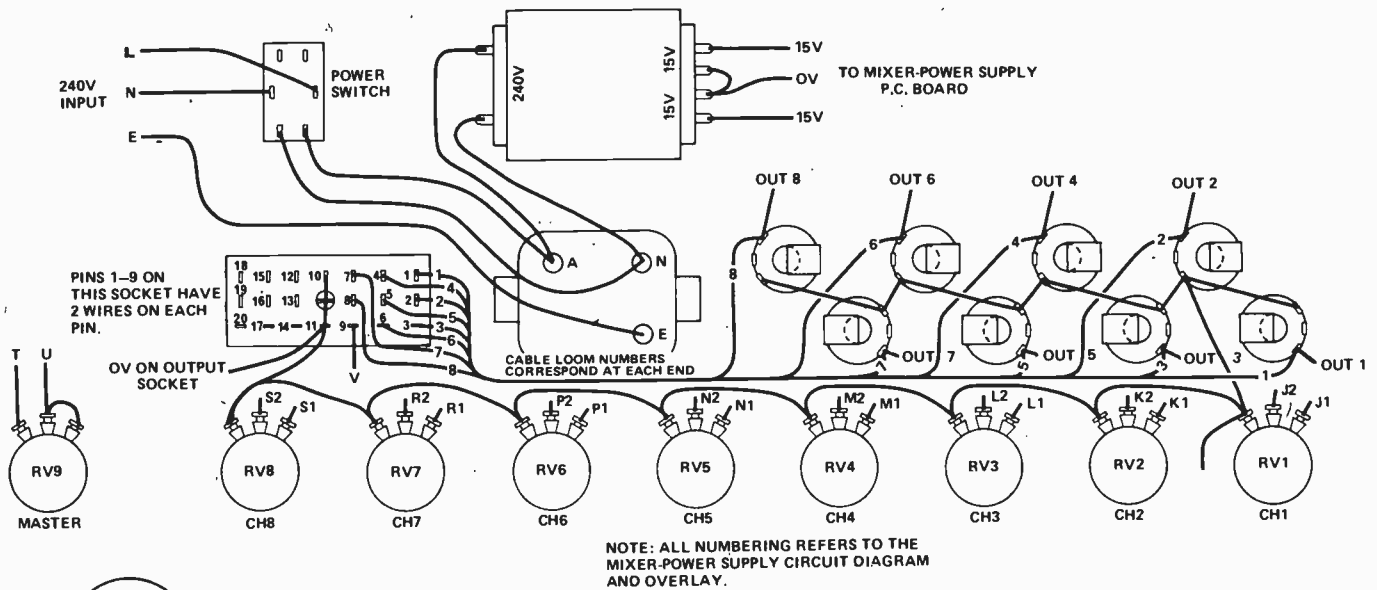 L
240V
INPUT
N
E
POWER
SWITCH
240V
15V
15V
15V
OV
15V
TO MIXER-POWER SUPPLY
P.C. BOARD
OUT 8
OUT 6
OUT 4
OUT 2
8
6
4
2
PINS 1-9 ON
THIS SOCKET HAVE
2 WIRES ON EACH
PIN.
18 15 12 10 7 4 1
19 16 13 8 5 2
20 17 14 11 9 6 3
1
4
2
5
3
6
7
8
A
N
E
CABLE LOOM NUMBERS
CORRESPOND AT EACH END
OUT 7
7
OUT 5
5
OUT 3
3
1
OUT 1
OV ON OUTPUT
SOCKET
V
T U
S2 S1
R2 R1
P2 P1
N2 N1
M2 M1
L2 L1
K2 K1
J2 J1
RV9 RV8 RV7 RV6 RV5 RV4 RV3 RV2 RV1
MASTER CH8 CH7 CH6 CH5 CH4 CH3 CH2 CH1
NOTE: ALL NUMBERING REFERS TO THE
MIXER-POWER SUPPLY CIRCUIT DIAGRAM
AND OVERLAY.